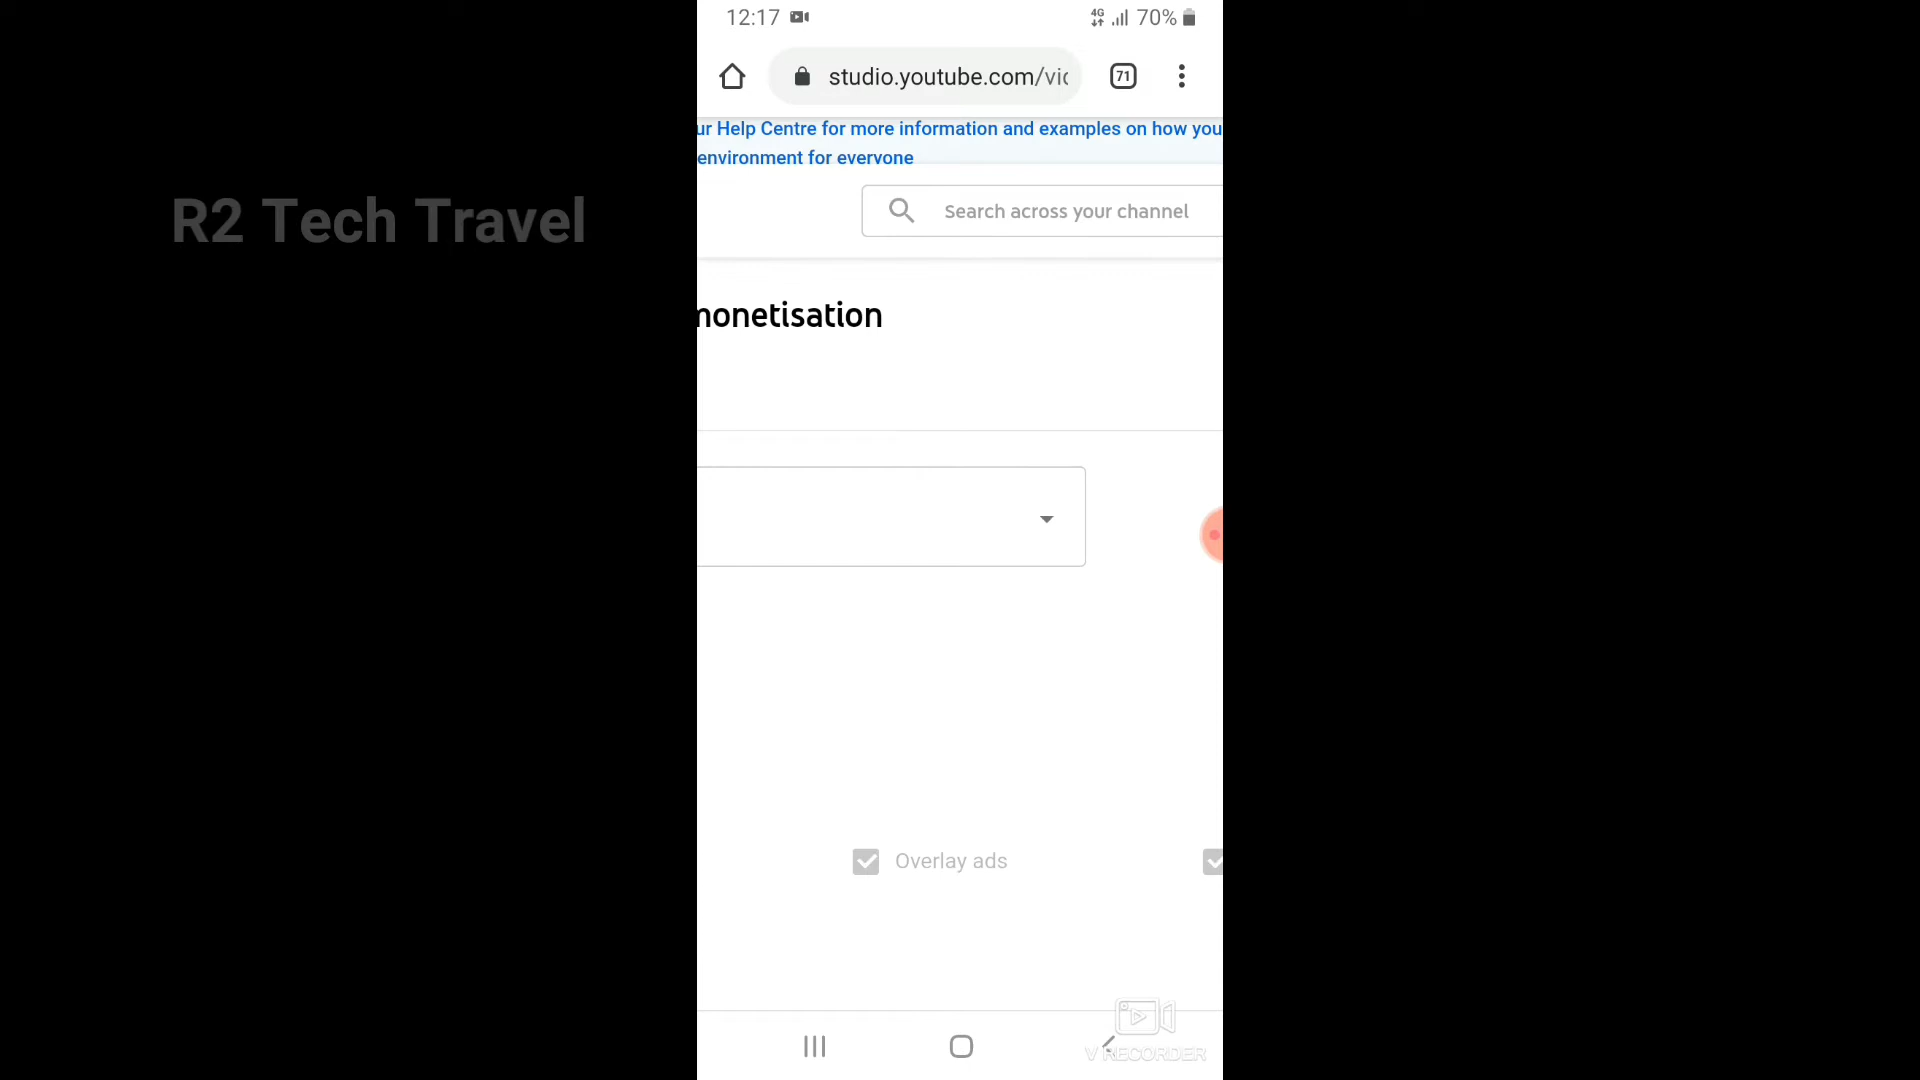 12:17
4G
70%
studio.youtube.com/vic
71
ur Help Centre for more information and examples on how you
environment for everyone
R2 Tech Travel
Search across your channel
monetisation
Overlay ads
V RECORDER